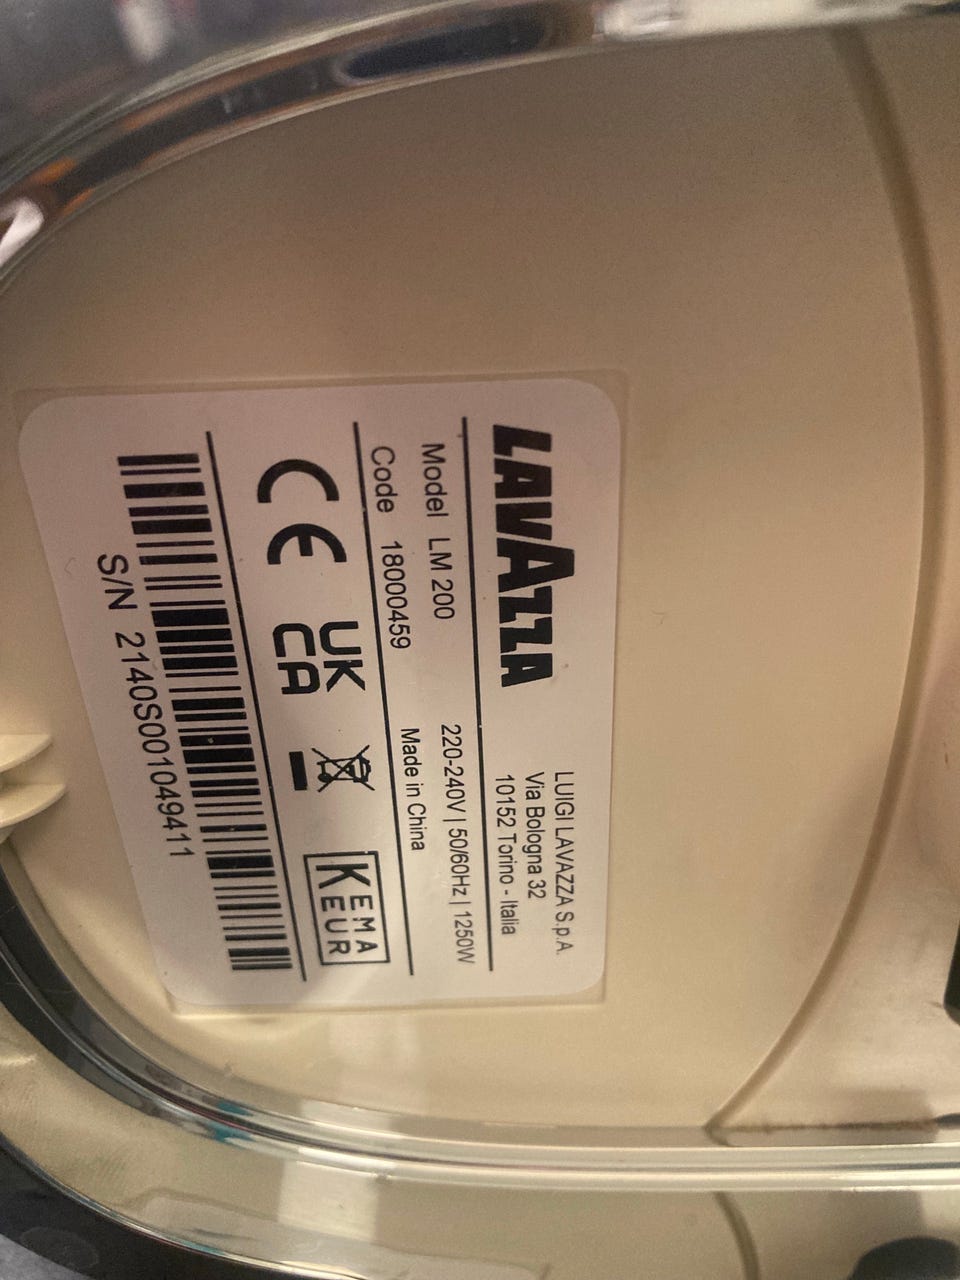 LAVAZZA
LUIGI LAVAZZA S.p.A.
Via Bologna 32
10152 Torino - Italia
Model LM 200
220-240V | 50/60Hz | 1250W
Code 18000459
Made in China
CE
UK
CA
KEMA
KEUR
S/N 2140S001049411